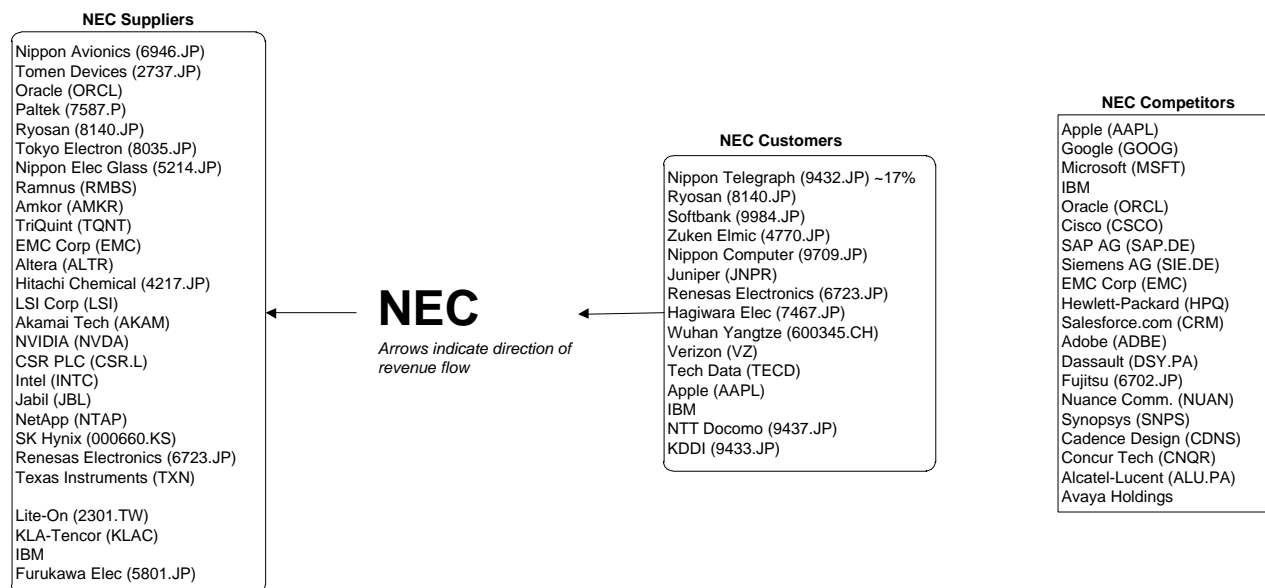 NEC Suppliers
Nippon Avionics (6946.JP)
Tomen Devices (2737.JP)
Oracle (ORCL)
Paltek (7587.P)
Ryosan (8140.JP)
Tokyo Electron (8035.JP)
Nippon Elec Glass (5214.JP)
Ramnus (RMBS)
Amkor (AMKR)
TriQuint (TQNT)
EMC Corp (EMC)
Altera (ALTR)
Hitachi Chemical (4217.JP)
LSI Corp (LSI)
Akamai Tech (AKAM)
NVIDIA (NVDA)
CSR PLC (CSR.L)
Intel (INTC)
Jabil (JBL)
NetApp (NTAP)
SK Hynix (000660.KS)
Renesas Electronics (6723.JP)
Texas Instruments (TXN)
Lite-On (2301.TW)
KLA-Tencor (KLAC)
IBM
Furukawa Elec (5801.JP)
NEC
Arrows indicate direction of
revenue flow
NEC Customers
Nippon Telegraph (9432.JP) ~17%
Ryosan (8140.JP)
Softbank (9984.JP)
Zuken Elmic (4770.JP)
Nippon Computer (9709.JP)
Juniper (JNPR)
Renesas Electronics (6723.JP)
Hagiwara Elec (7467.JP)
Wuhan Yangtze (600345.CH)
Verizon (VZ)
Tech Data (TECD)
Apple (AAPL)
IBM
NTT Docomo (9437.JP)
KDDI (9433.JP)
NEC Competitors
Apple (AAPL)
Google (GOOG)
Microsoft (MSFT)
IBM
Oracle (ORCL)
Cisco (CSCO)
SAP AG (SAP.DE)
Siemens AG (SIE.DE)
EMC Corp (EMC)
Hewlett-Packard (HPQ)
Salesforce.com (CRM)
Adobe (ADBE)
Dassault (DSY.PA)
Fujitsu (6702.JP)
Nuance Comm. (NUAN)
Synopsys (SNPS)
Cadence Design (CDNS)
Concur Tech (CNQR)
Alcatel-Lucent (ALU.PA)
Avaya Holdings